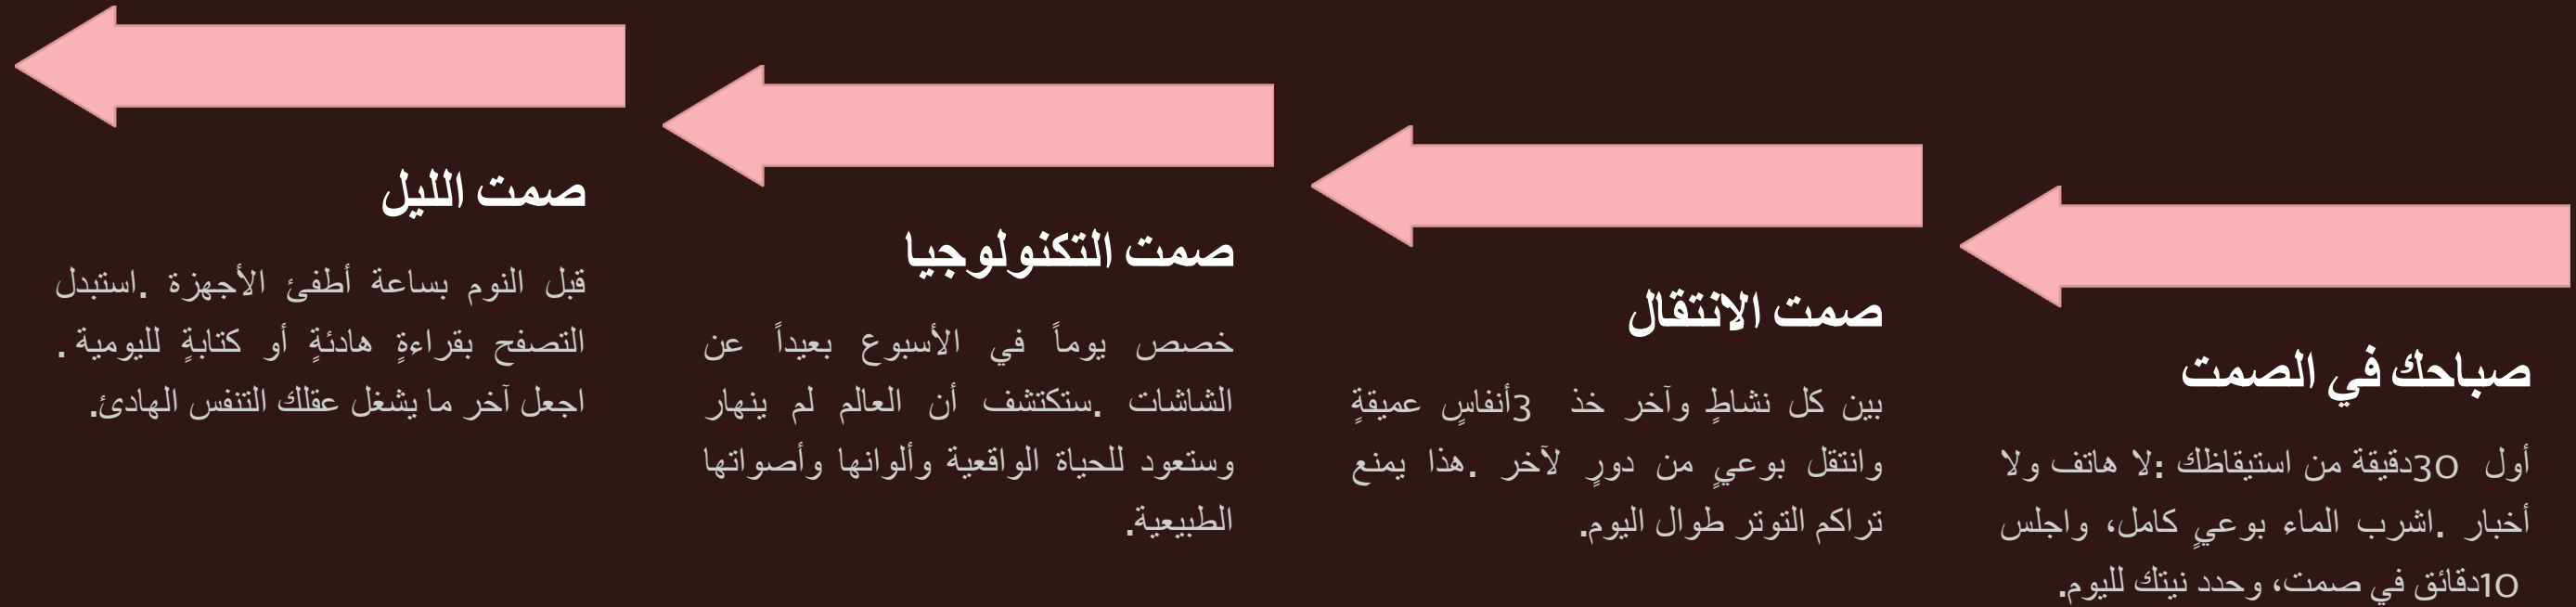 صباحك في الصمت
أول 30دقيقة من استيقاظك :لا هاتف ولا
أخبار .اشرب الماء بوعيٍ كامل، واجلس
10دقائق في صمت، وحدد نيتك لليوم.
صمت الانتقال
بين كل نشاطٍ وآخر خذ 3أنفاسٍ عميقةٍ
وانتقل بوعيٍ من دورٍ لآخر .هذا يمنع
تراكم التوتر طوال اليوم.
صمت التكنولوجيا
خصص يوماً في الأسبوع بعيداً عن
الشاشات .ستكتشف أن العالم لم ينهار
وستعود للحياة الواقعية وألوانها وأصواتها
الطبيعية.
صمت الليل
قبل النوم بساعة أطفئ الأجهزة .استبدل
التصفح بقراءةٍ هادئةٍ أو كتابةٍ لليومية .
اجعل آخر ما يشغل عقلك التنفس الهادئ.